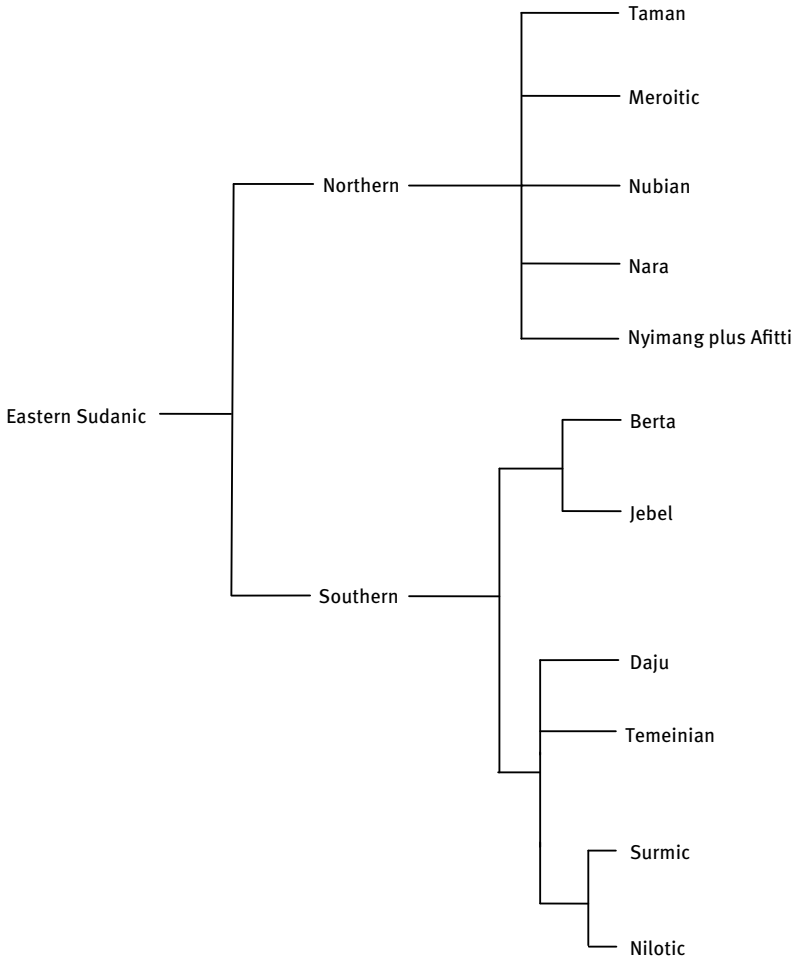 Taman
Meroitic
Northern
Nubian
Nara
Nyimang plus Afitti
Eastern Sudanic
Berta
Jebel
Southern
Daju
Temeinian
Surmic
Nilotic